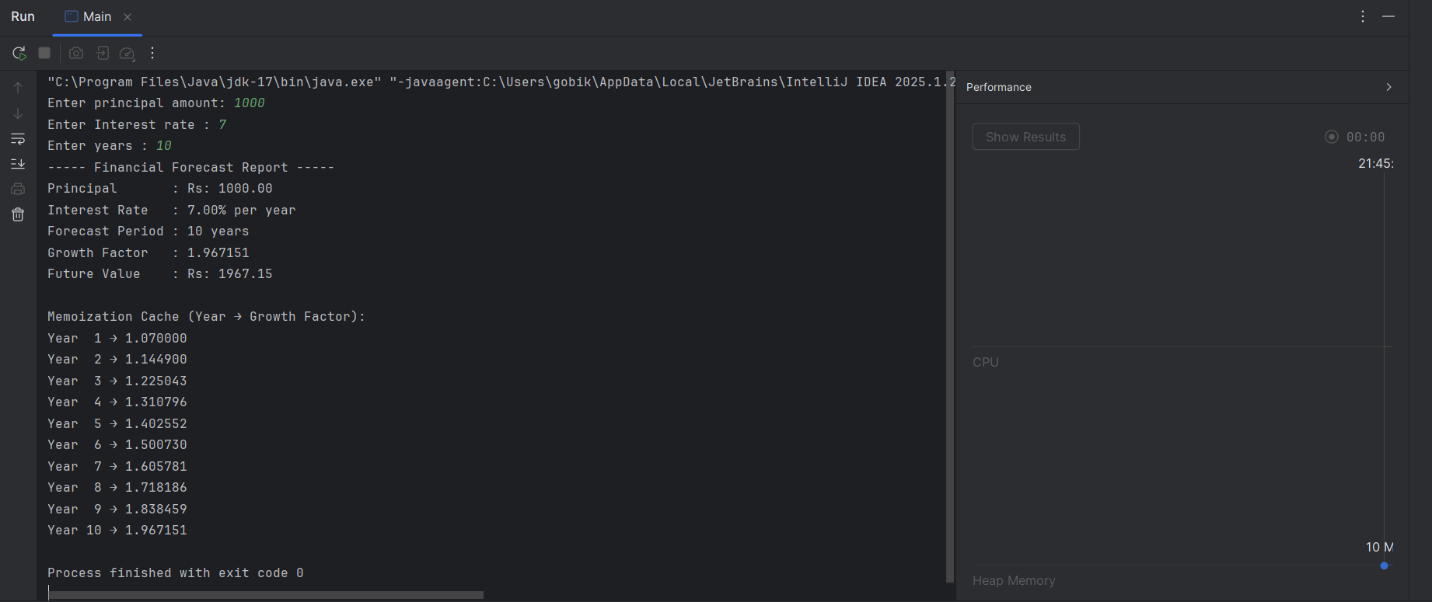 Run Main
"C:\Program Files\Java\jdk-17\bin\java.exe" "-javaagent:C:\Users\gobik\AppData\Local\JetBrains\IntelliJ IDEA 2025.1.2
Enter principal amount: 1000
Enter Interest rate : 7
Enter years : 10
----- Financial Forecast Report -----
Principal       : Rs: 1000.00
Interest Rate   : 7.00% per year
Forecast Period : 10 years
Growth Factor   : 1.967151
Future Value    : Rs: 1967.15
Memoization Cache (Year → Growth Factor):
Year  1 → 1.070000
Year  2 → 1.144900
Year  3 → 1.225043
Year  4 → 1.310796
Year  5 → 1.402552
Year  6 → 1.500730
Year  7 → 1.605781
Year  8 → 1.718186
Year  9 → 1.838459
Year 10 → 1.967151
Process finished with exit code 0
Performance
Show Results 00:00
21:45:
CPU
10 M
Heap Memory